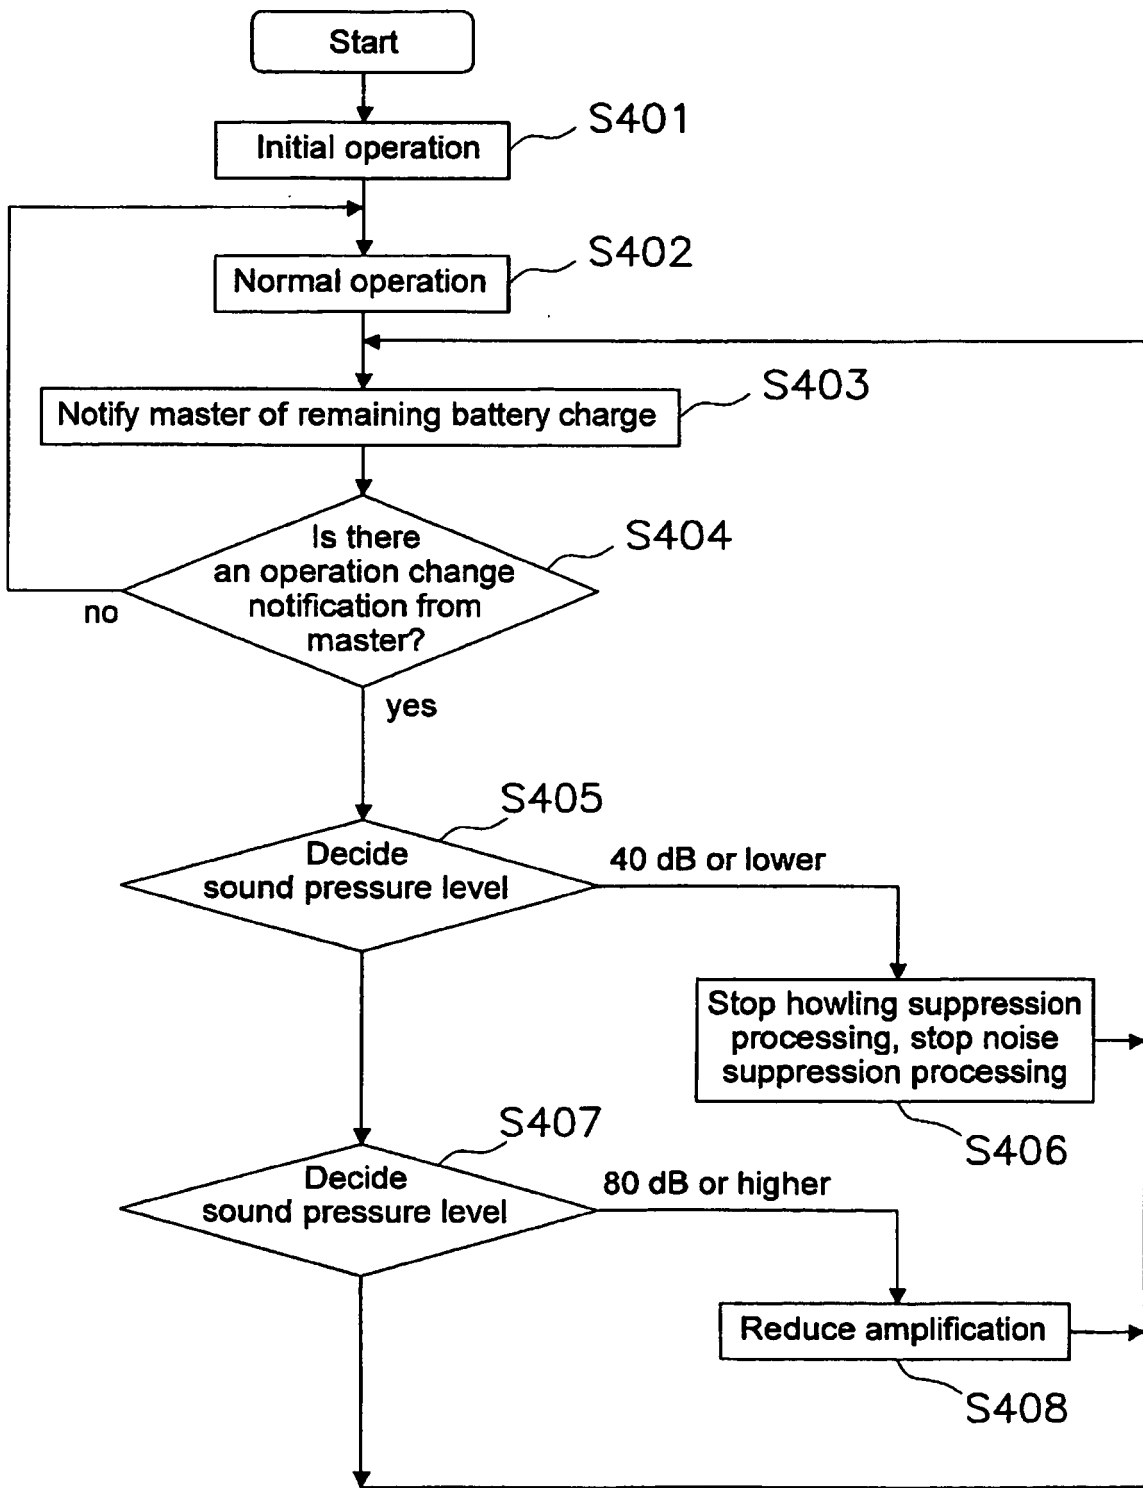 Start
S401
Initial operation
S402
Normal operation
S403
Notify master of remaining battery charge
S404
Is there
an operation change
notification from
master?
no
yes
S405
Decide
sound pressure level
40 dB or lower
Stop howling suppression
processing, stop noise
suppression processing
S406
S407
Decide
sound pressure level
80 dB or higher
Reduce amplification
S408